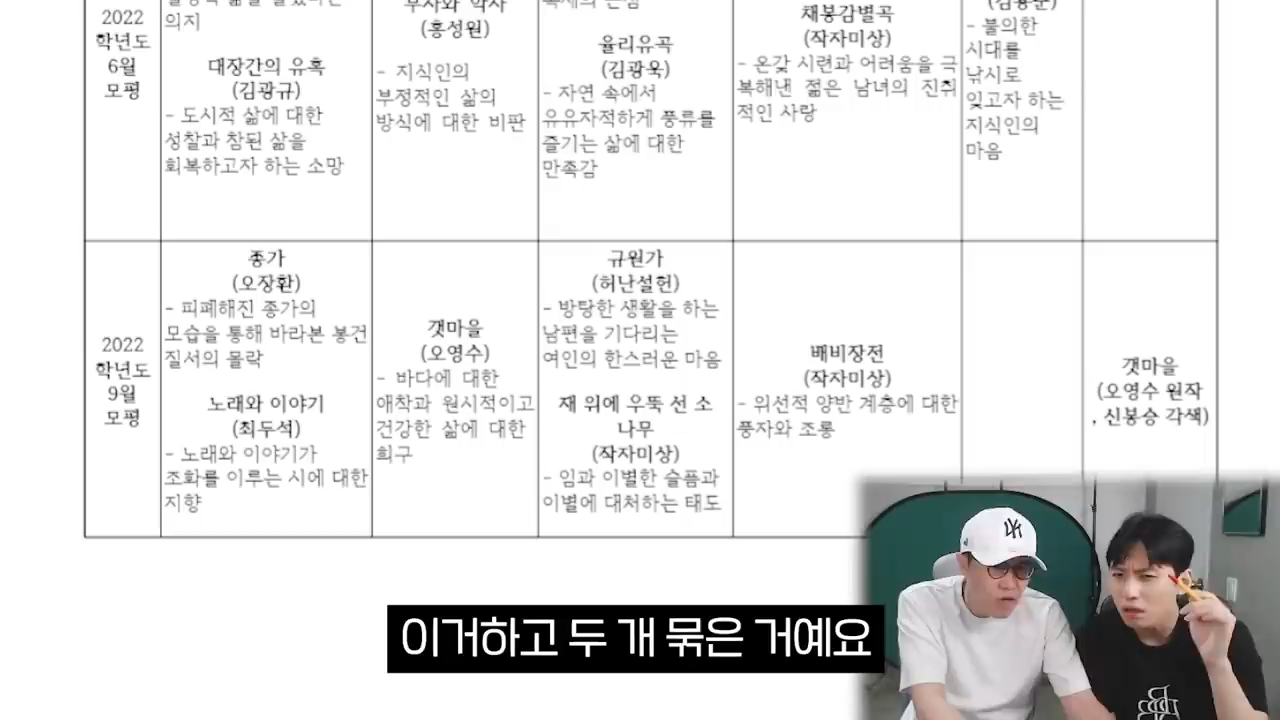 2022
학년도
6월
모평
의지
대장간의 유혹
(김광규)
- 도시적 삶에 대한
성찰과 참된 삶을
회복하고자 하는 소망
(홍성원)
- 지식인의
부정적인 삶의
방식에 대한 비판
율리유곡
(김광욱)
- 자연 속에서
유유자적하게 풍류를
즐기는 삶에 대한
만족감
채봉감별곡
(작자미상)
- 온갖 시련과 어려움을 극
복해낸 젊은 남녀의 진취
적인 사랑
- 불의한
시대를
낚시로
잊고자 하는
지식인의
마음
2022
학년도
9월
모평
종가
(오장환)
- 피폐해진 종가의
모습을 통해 바라본 봉건
질서의 몰락
노래와 이야기
(최두석)
- 노래와 이야기가
조화를 이루는 시에 대한
지향
갯마을
(오영수)
- 바다에 대한
애착과 원시적이고
건강한 삶에 대한
희구
규원가
(허난설헌)
- 방탕한 생활을 하는
남편을 기다리는
여인의 한스러운 마음
재 위에 우뚝 선 소
나무
(작자미상)
- 임과 이별한 슬픔과
이별에 대처하는 태도
배비장전
(작자미상)
- 위선적 양반 계층에 대한
풍자와 조롱
갯마을
(오영수 원작
, 신봉승 각색)
이거하고 두 개 묶은 거예요